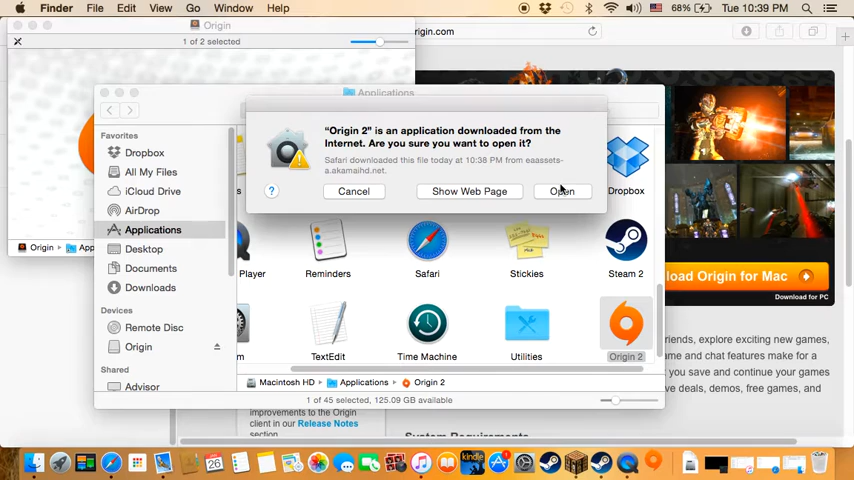 Finder File Edit View Go Window Help
68% Tue 10:39 PM
Origin
1 of 2 selected
rigin.com
Applications
Favorites
Dropbox
All My Files
iCloud Drive
AirDrop
Applications
Desktop
Documents
Downloads
Devices
Remote Disc
Origin
Shared
Advisor
“Origin 2” is an application downloaded from the
Internet. Are you sure you want to open it?
Safari downloaded this file today at 10:38 PM from eaassets-
a.akamaihd.net.
? Cancel Show Web Page Open
Dropbox
Player Reminders Safari Stickies Steam 2
m TextEdit Time Machine Utilities Origin 2
Macintosh HD Applications Origin 2
1 of 45 selected, 125.09 GB available
Origin App
load Origin for Mac
Download for PC
riends, explore exciting new games,
me and chat features make for a
you save and continue your games
ve deals, demos, free games, and
improvements to the Origin
client in our Release Notes
section.
System Requirements
26
kindle